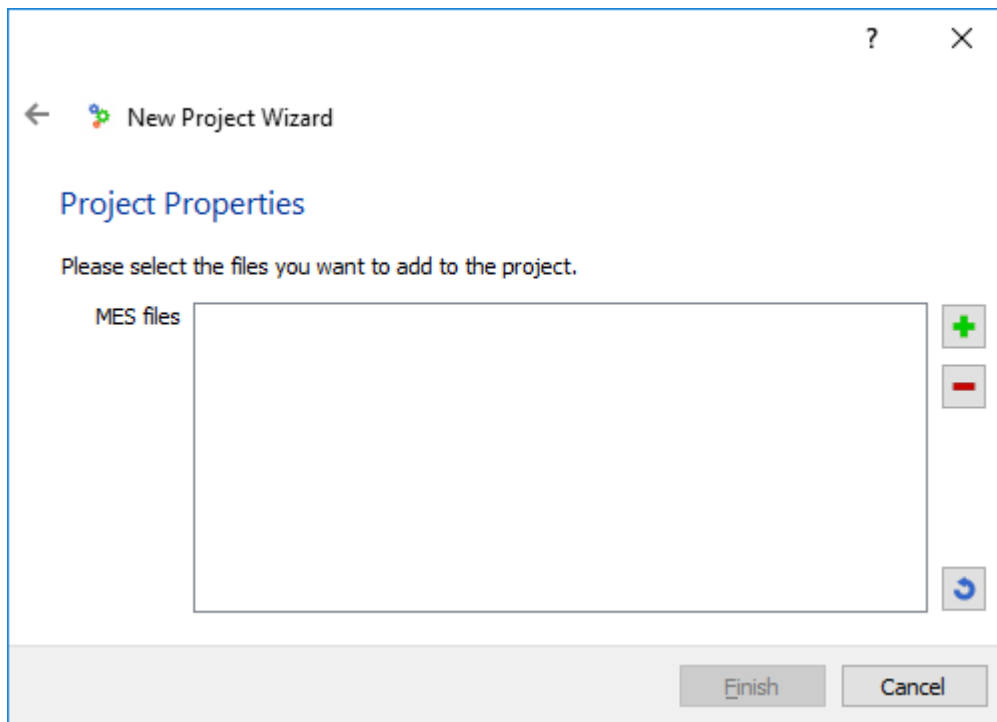 ?
New Project Wizard
Project Properties
Please select the files you want to add to the project.
MES files
Finish
Cancel